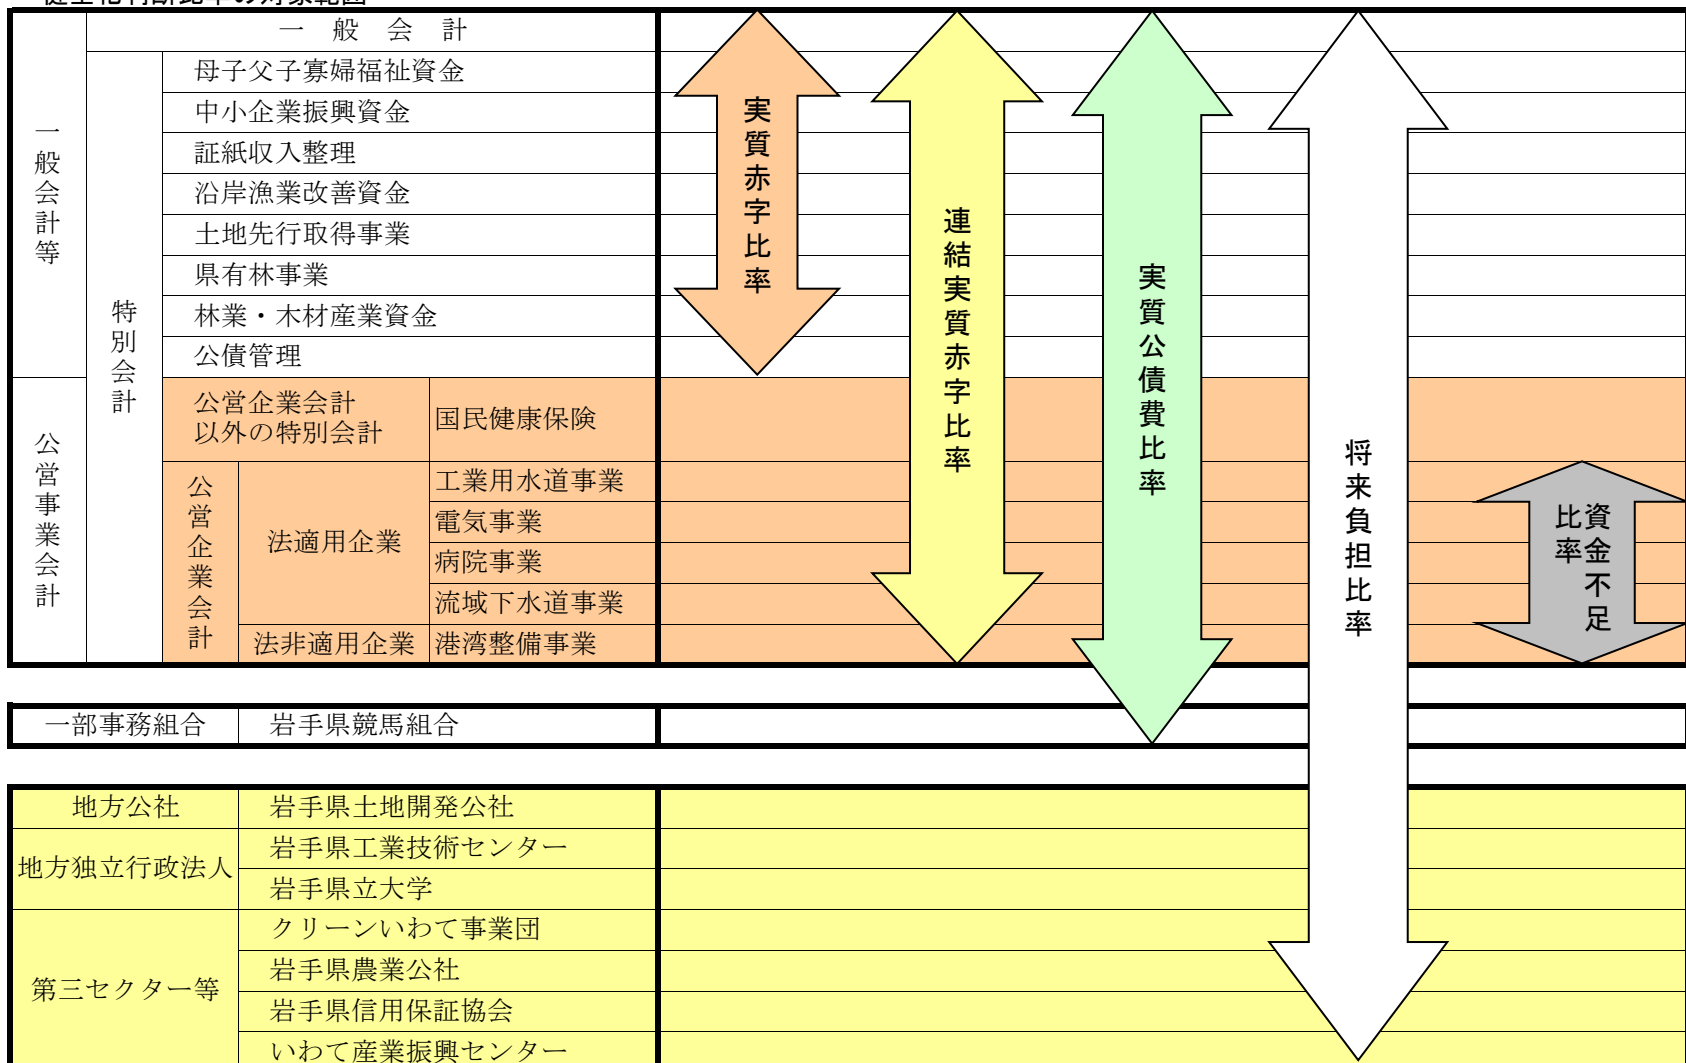 健全化判断比率の対象範囲
一般会計等
一 般 会 計
特別会計
母子父子寡婦福祉資金
中小企業振興資金
証紙収入整理
沿岸漁業改善資金
土地先行取得事業
県有林事業
林業・木材産業資金
公債管理
公営事業会計
公営企業会計
以外の特別会計
国民健康保険
公営企業会計
法適用企業
工業用水道事業
電気事業
病院事業
流域下水道事業
法非適用企業
港湾整備事業
実質赤字比率
連結実質赤字比率
実質公債費比率
将来負担比率
資金不足
比率
一部事務組合
岩手県競馬組合
地方公社
岩手県土地開発公社
地方独立行政法人
岩手県工業技術センター
岩手県立大学
第三セクター等
クリーンいわて事業団
岩手県農業公社
岩手県信用保証協会
いわて産業振興センター